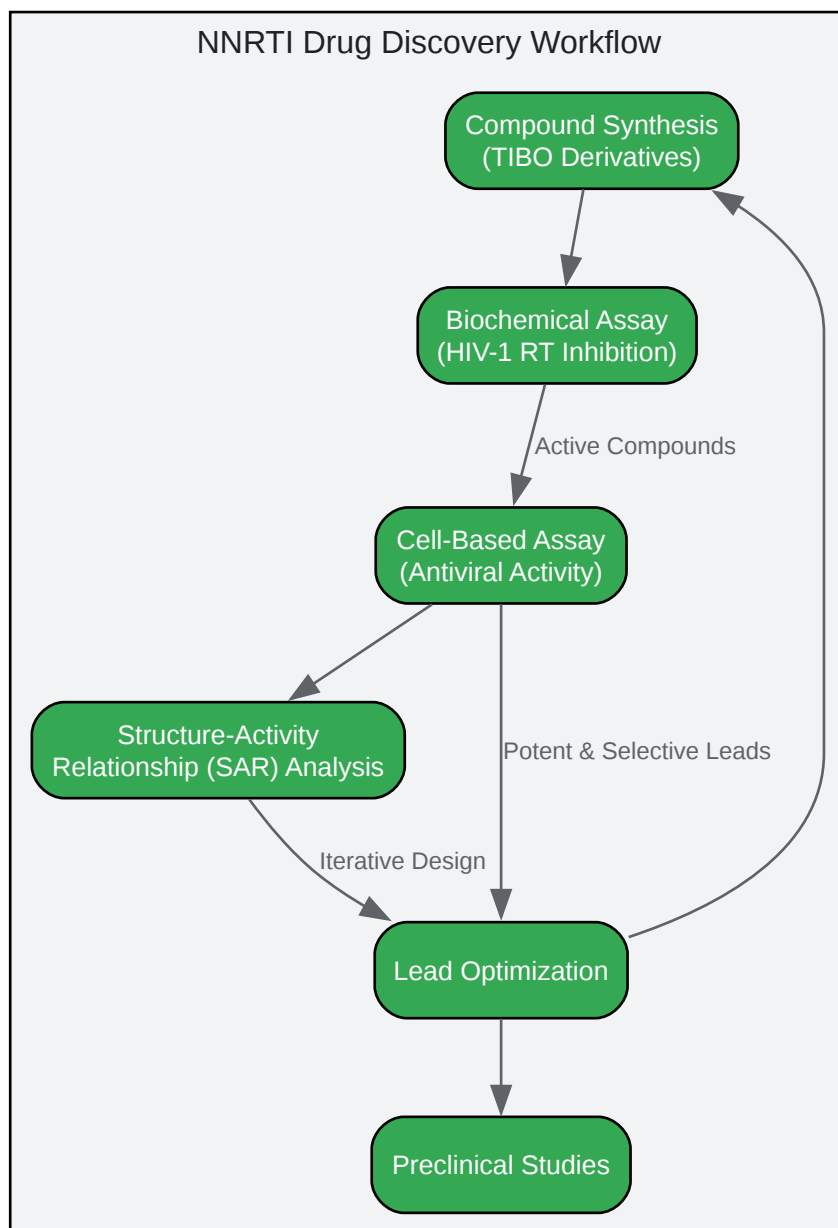 NNRTI Drug Discovery Workflow
Compound Synthesis
(TIBO Derivatives)
Biochemical Assay
(HIV-1 RT Inhibition)
Active Compounds
Cell-Based Assay
(Antiviral Activity)
Structure-Activity
Relationship (SAR) Analysis
Potent & Selective Leads
Iterative Design
Lead Optimization
Preclinical Studies